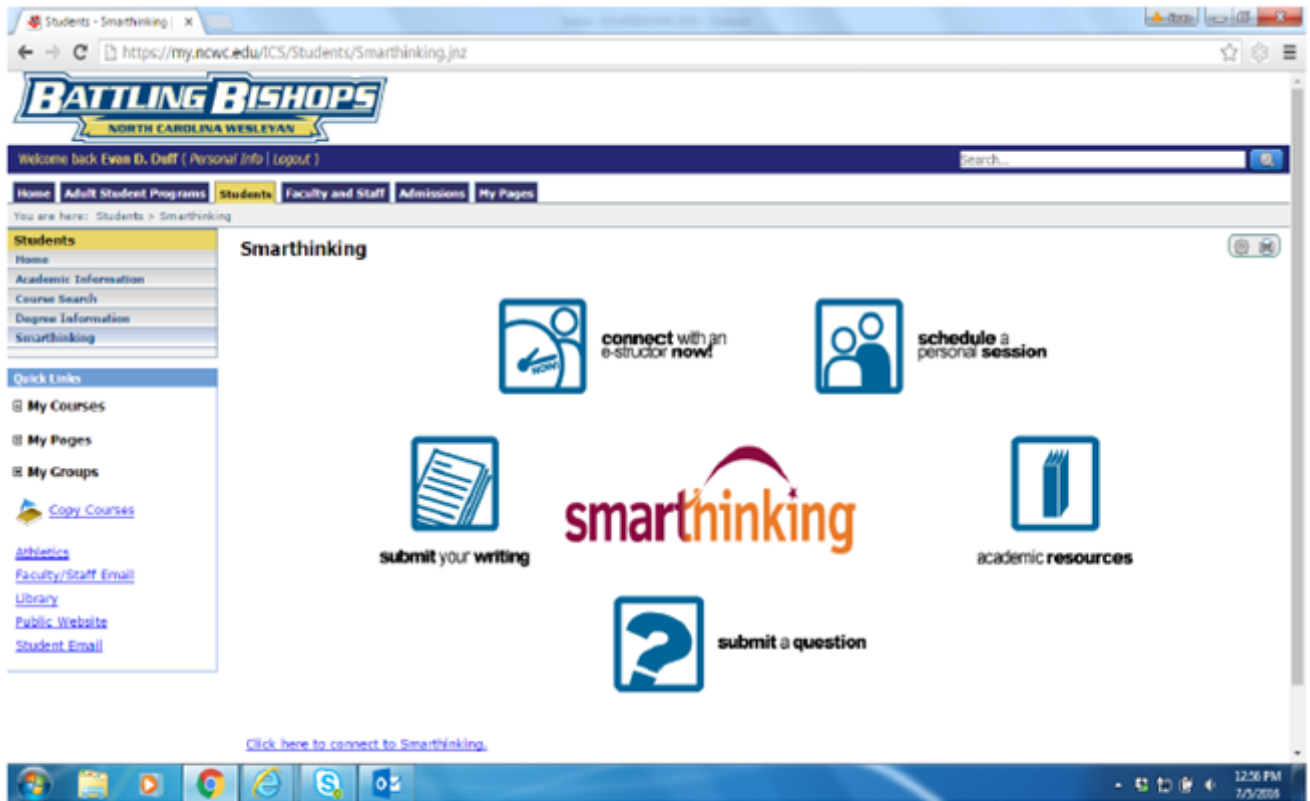 Students - Smarthinking |
https://my.ncwc.edu/ICS/Students/Smarthinking.jnz
BATTLING BISHOPS
NORTH CAROLINA WESLEYAN
Welcome back Evan D. Duff ( Personal Info | Logout )
Search...
Home Adult Student Programs Students Faculty and Staff Admissions My Pages
You are here: Students > Smarthinking
Students
Home
Academic Information
Course Search
Degree Information
Smarthinking
Quick Links
My Courses
My Pages
My Groups
Copy Courses
Athletics
Faculty/Staff Email
Library
Public Website
Student Email
Smarthinking
NOW!
connect with an
e-structor now!
schedule a
personal session
submit your writing
smarthinking
academic resources
submit a question
Click here to connect to Smarthinking.
12:56 PM
7/5/2016